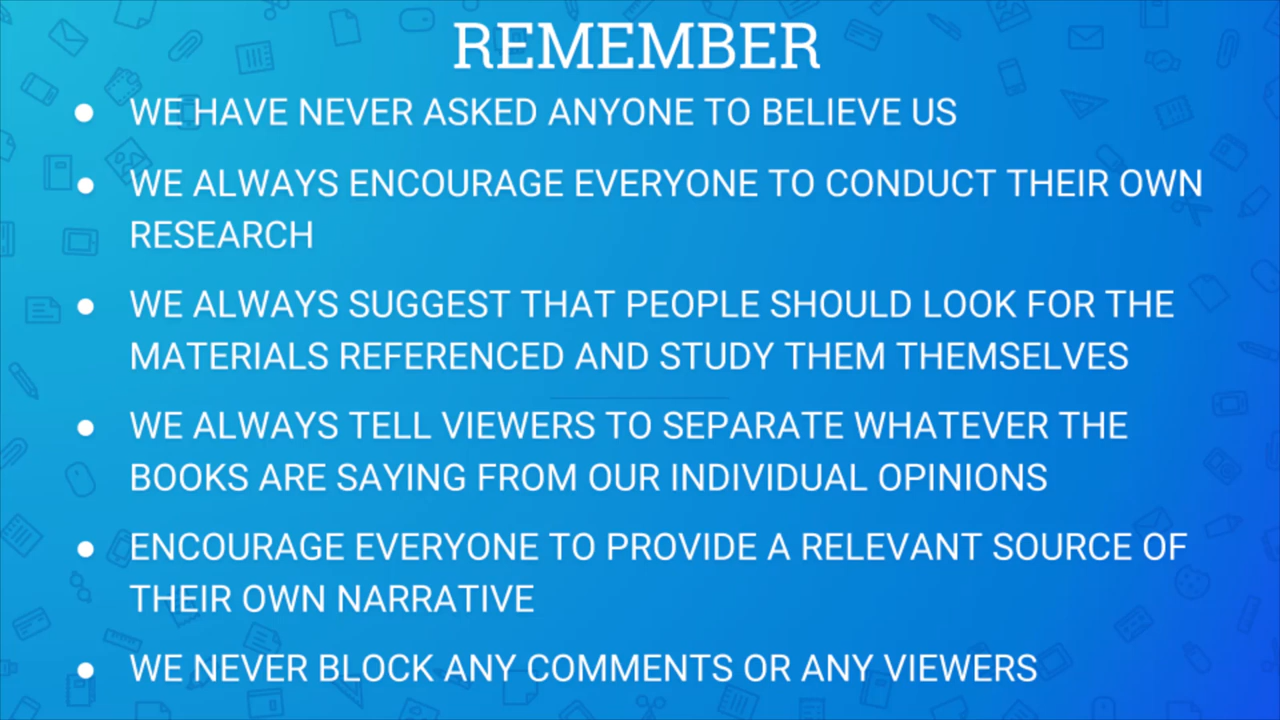 REMEMBER
● WE HAVE NEVER ASKED ANYONE TO BELIEVE US
● WE ALWAYS ENCOURAGE EVERYONE TO CONDUCT THEIR OWN
RESEARCH
● WE ALWAYS SUGGEST THAT PEOPLE SHOULD LOOK FOR THE
MATERIALS REFERENCED AND STUDY THEM THEMSELVES
● WE ALWAYS TELL VIEWERS TO SEPARATE WHATEVER THE
BOOKS ARE SAYING FROM OUR INDIVIDUAL OPINIONS
● ENCOURAGE EVERYONE TO PROVIDE A RELEVANT SOURCE OF
THEIR OWN NARRATIVE
● WE NEVER BLOCK ANY COMMENTS OR ANY VIEWERS